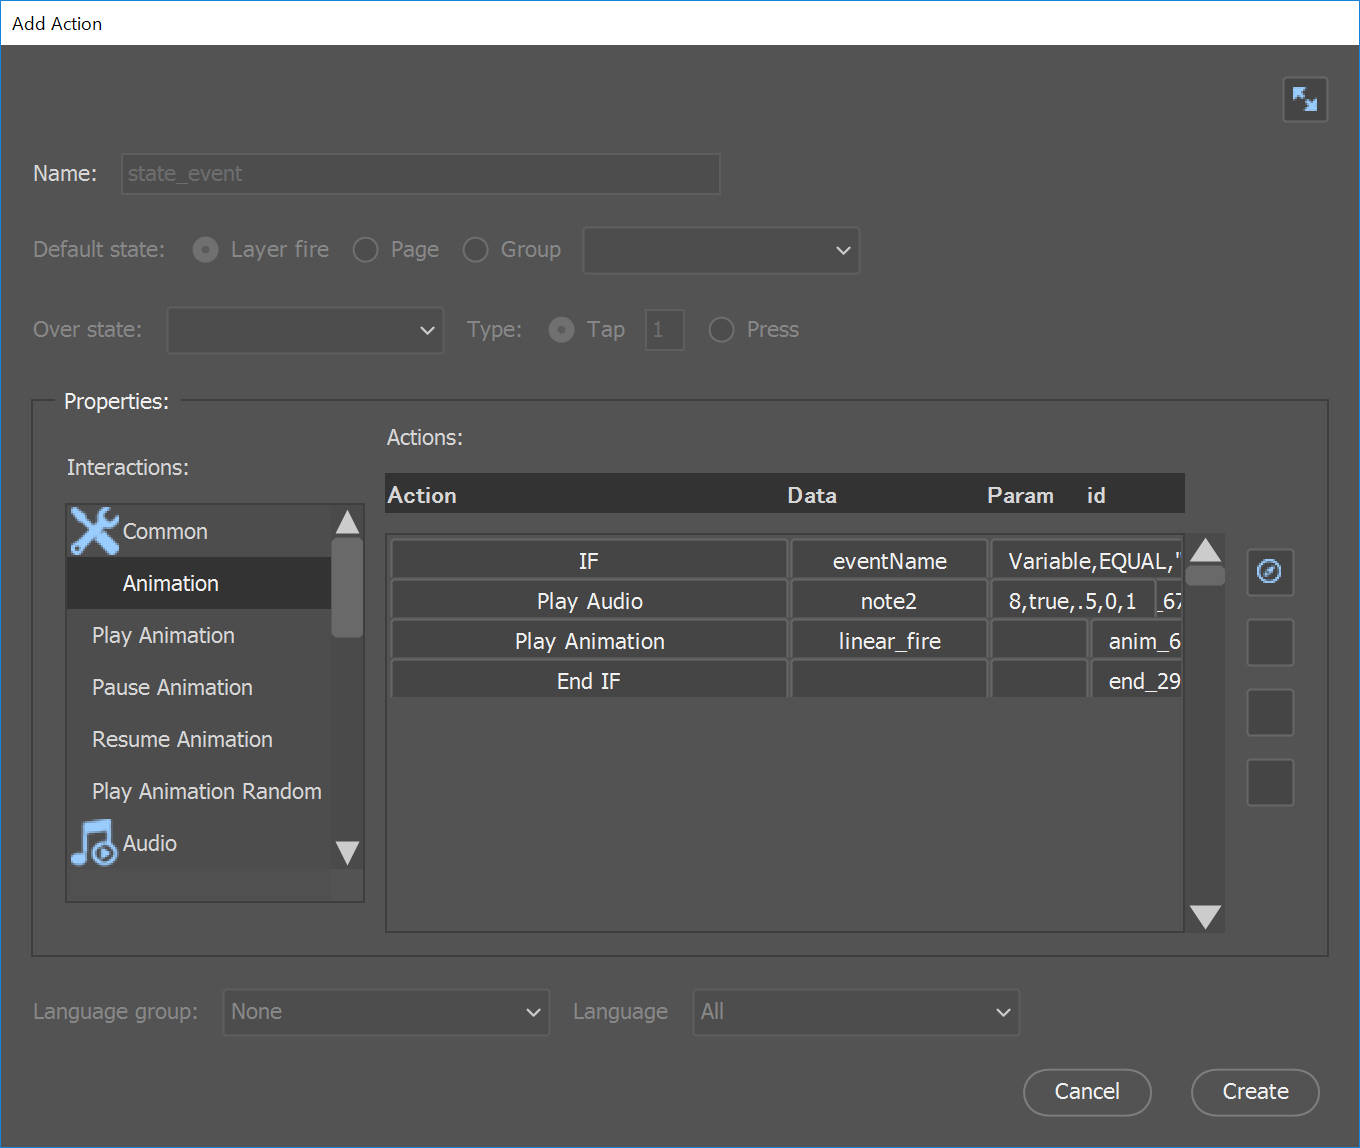 Add Action
Name: state_event
Default state: Layer fire Page Group
Over state: Type: Tap 1 Press
Properties:
Interactions:
Common
Animation
Play Animation
Pause Animation
Resume Animation
Play Animation Random
Audio
Actions:
Action Data Param id
IF eventName Variable,EQUAL,"
Play Audio note2 8,true,.5,0,1 _67
Play Animation linear_fire anim_6
End IF end_29
Language group: None Language All
Cancel Create